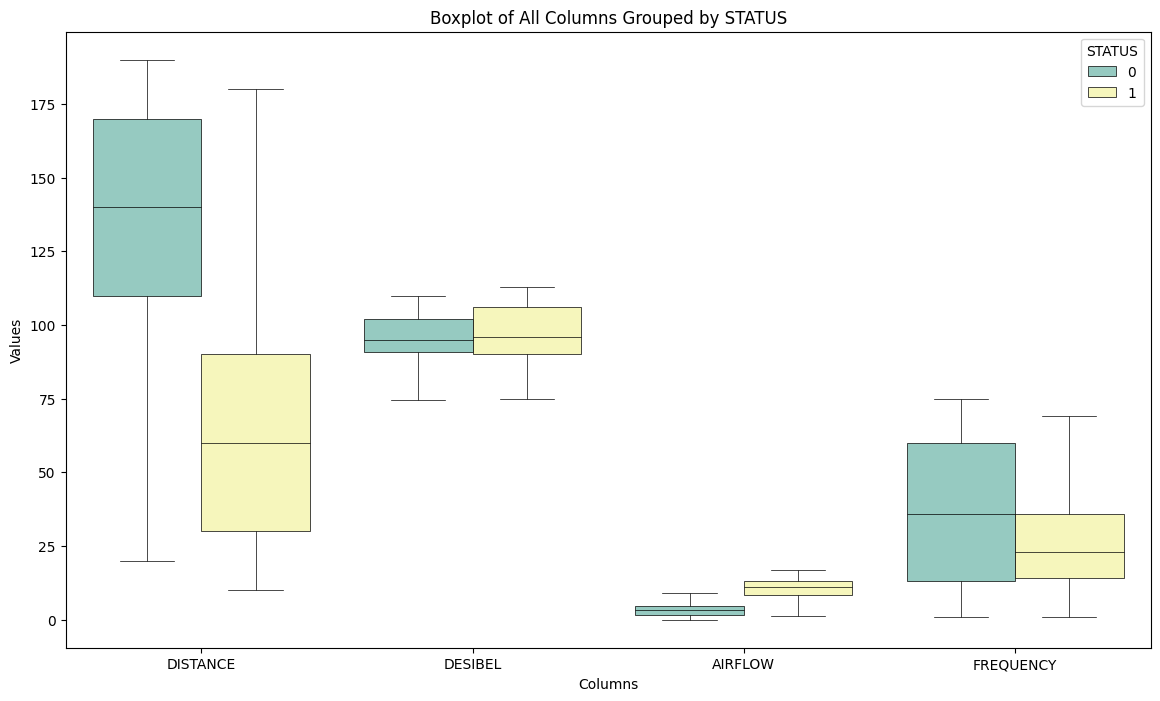 Boxplot of All Columns Grouped by STATUS
STATUS
0
1
Values
175
150
125
100
75
50
25
0
DISTANCE
DESIBEL
AIRFLOW
FREQUENCY
Columns